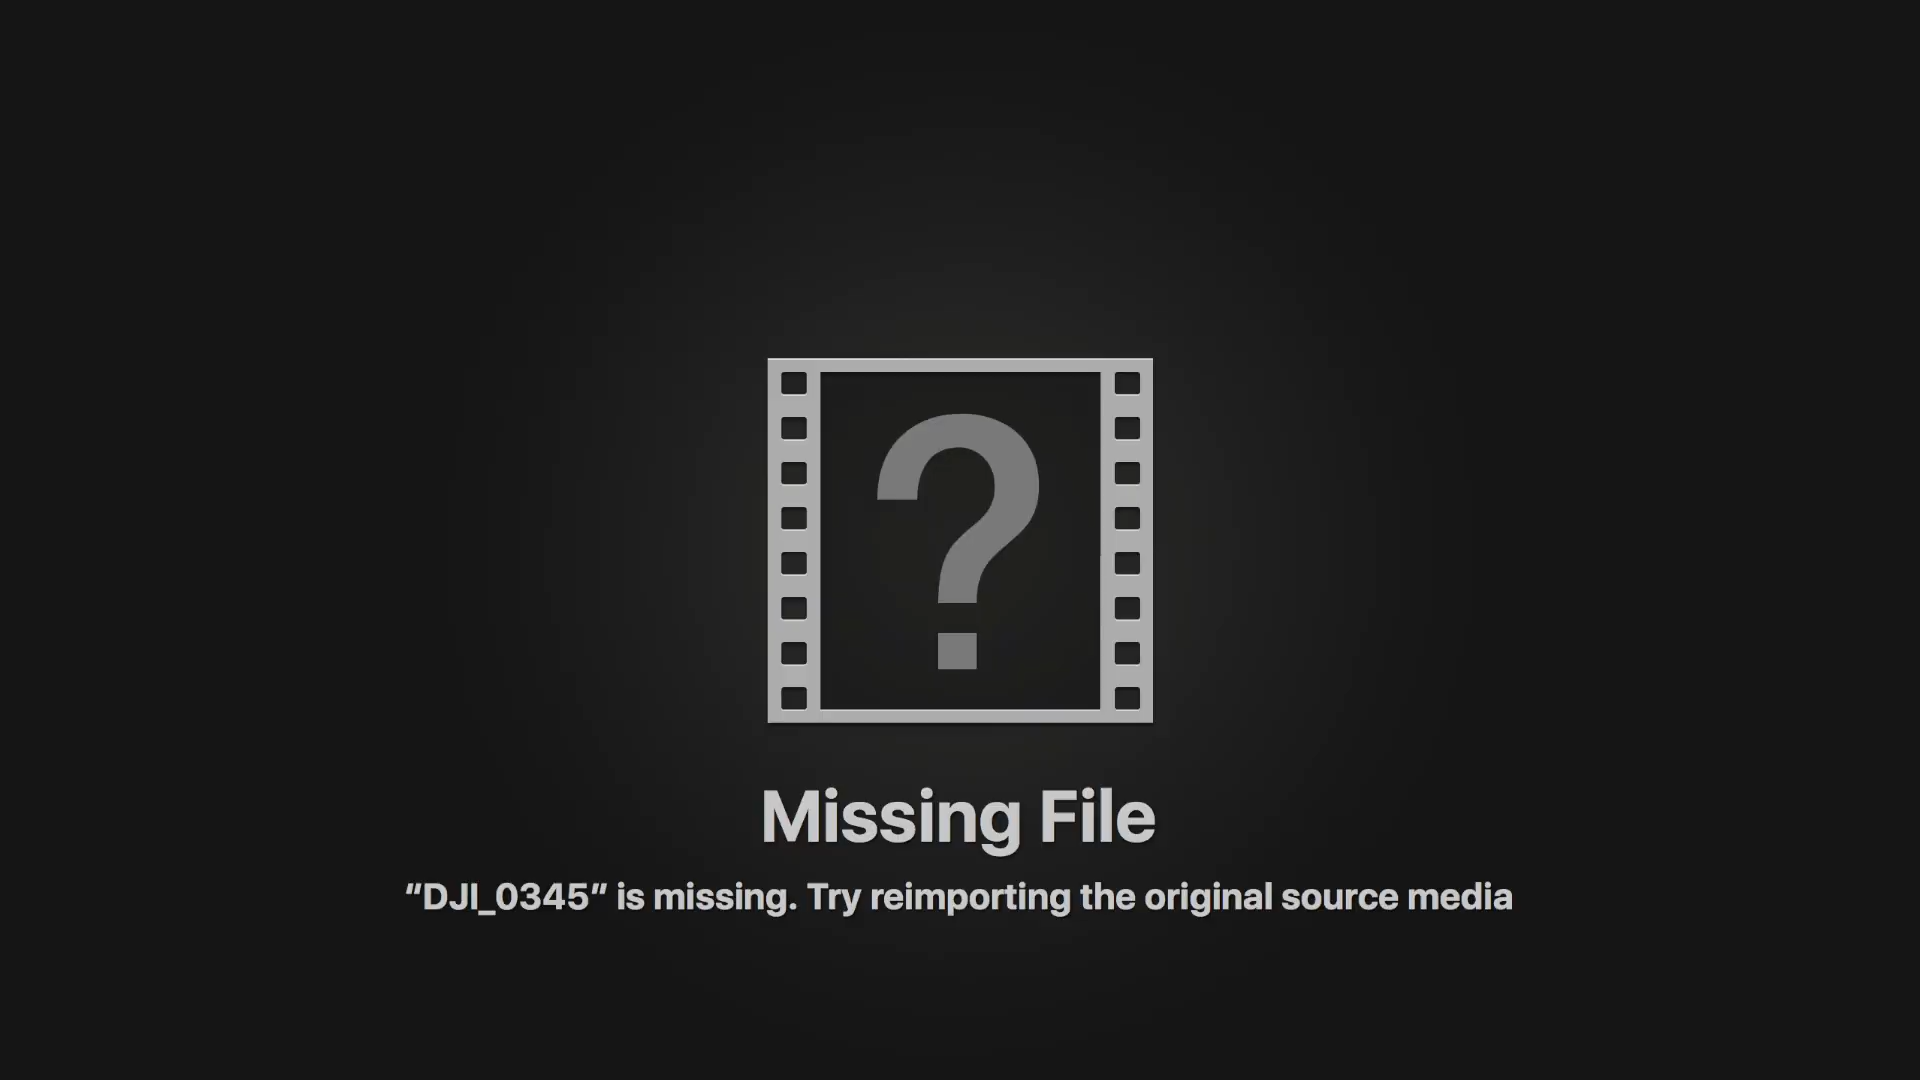 ?
Missing File
"DJI_0345" is missing. Try reimporting the original source media